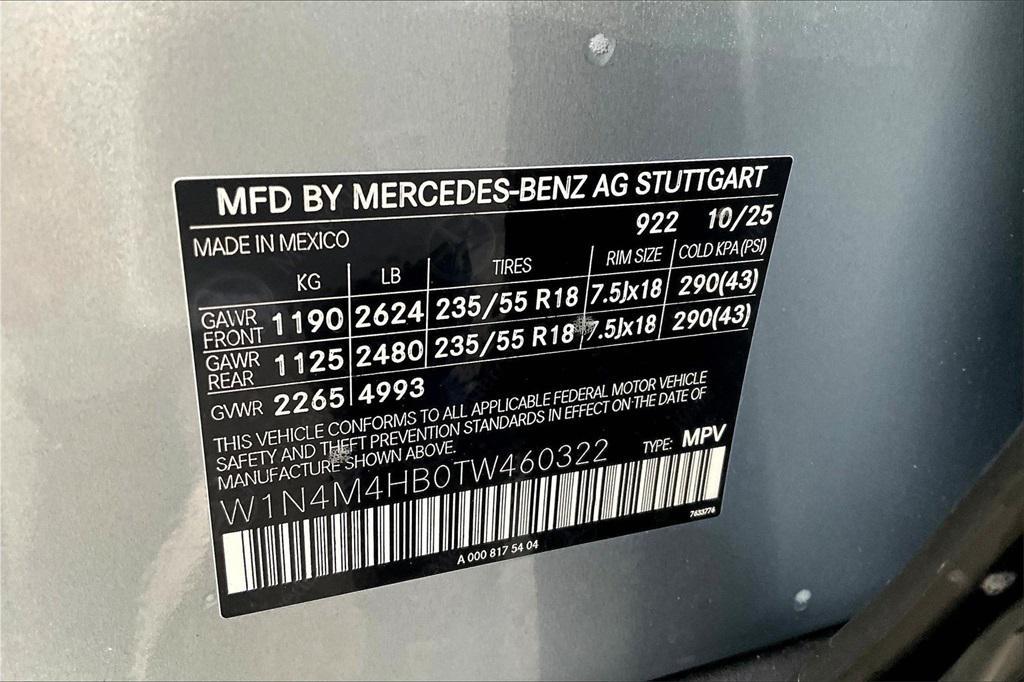 MFD BY MERCEDES-BENZ AG STUTTGART
922 10/25
MADE IN MEXICO
KG LB TIRES RIM SIZE COLD KPA (PSI)
GAWR FRONT 1190 2624 235/55 R18 7.5Jx18 290(43)
GAWR REAR 1125 2480 235/55 R18 7.5Jx18 290(43)
GVWR 2265 4993
THIS VEHICLE CONFORMS TO ALL APPLICABLE FEDERAL MOTOR VEHICLE
SAFETY AND THEFT PREVENTION STANDARDS IN EFFECT ON THE DATE OF
MANUFACTURE SHOWN ABOVE.
W1N4M4HB0TW460322 TYPE: MPV
A 000 817 54 04
7633776